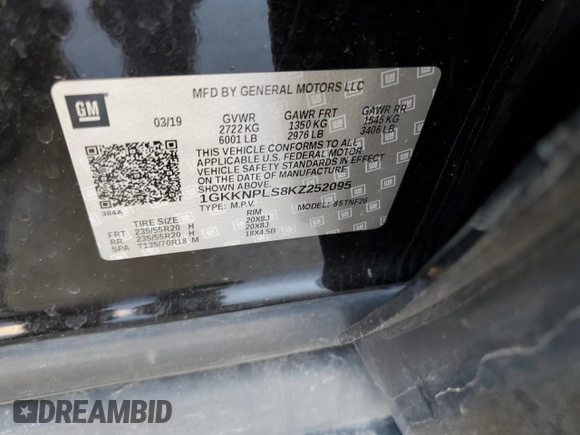 GM
MFD BY GENERAL MOTORS LLC
03/19 GVWR GAWR FRT GAWR RR
2722 KG 1350 KG 1545 KG
6001 LB 2976 LB 3406 LB
THIS VEHICLE CONFORMS TO ALL
APPLICABLE U.S. FEDERAL MOTOR
VEHICLE SAFETY STANDARDS IN EFFECT
ON THE DATE OF MANUFACTURE
SHOWN ABOVE.
1GKKNPLS8KZ252095
TYPE: M.P.V. MODEL:
384A
TIRE SIZE RIM
FRT 235/55R20 H 20X8J
RR 235/55R20 H 20X8J
SPA T135/70R18 M 18X4.5B
DREAMBID